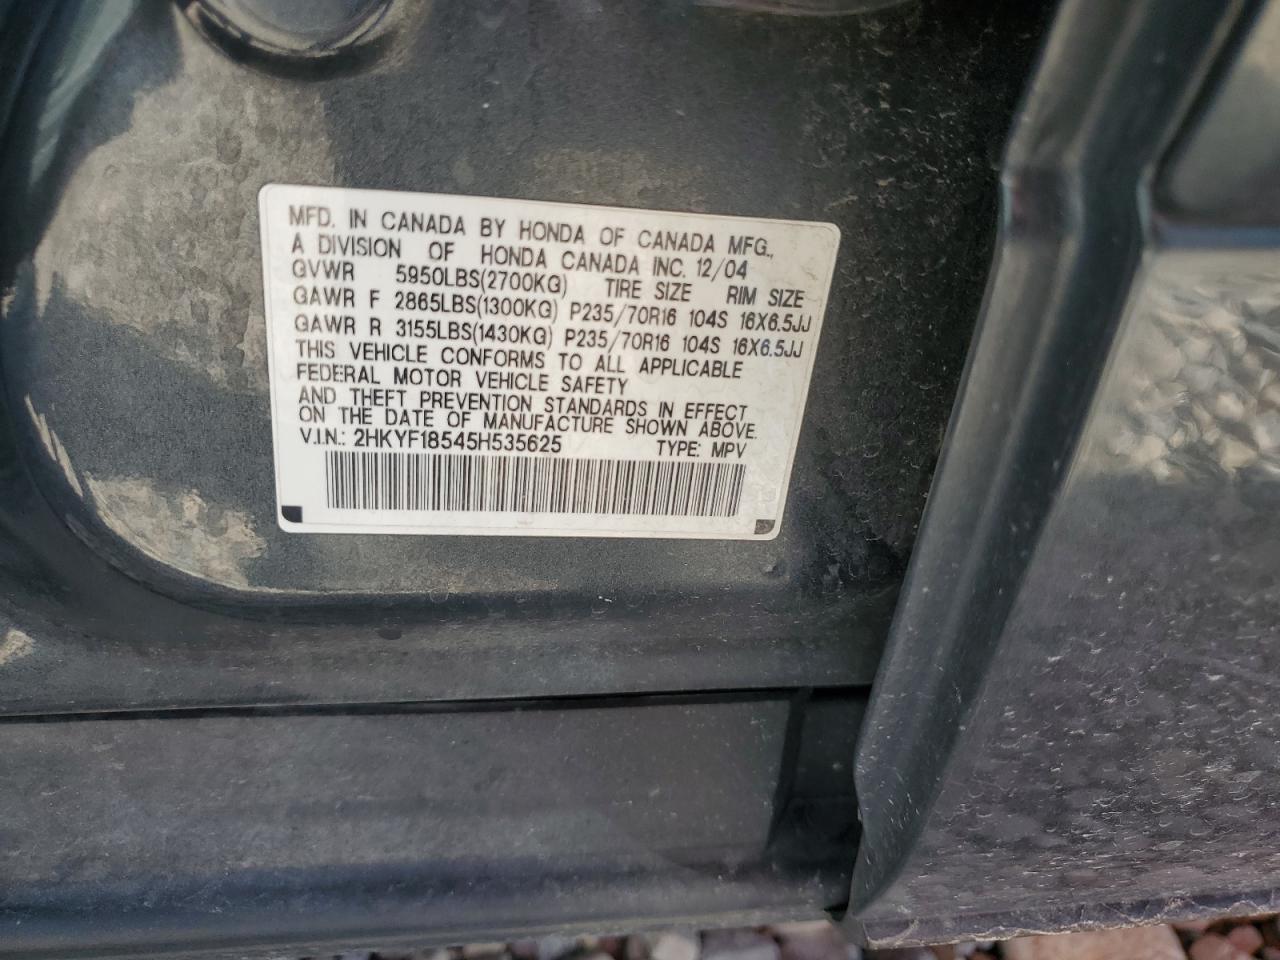 MFD. IN CANADA BY HONDA OF CANADA MFG.,
A DIVISION OF HONDA CANADA INC. 12/04
GVWR 5950LBS(2700KG) TIRE SIZE RIM SIZE
GAWR F 2865LBS(1300KG) P235/70R16 104S 16X6.5JJ
GAWR R 3155LBS(1430KG) P235/70R16 104S 16X6.5JJ
THIS VEHICLE CONFORMS TO ALL APPLICABLE
FEDERAL MOTOR VEHICLE SAFETY
AND THEFT PREVENTION STANDARDS IN EFFECT
ON THE DATE OF MANUFACTURE SHOWN ABOVE.
V.I.N.: 2HKYF18545H535625 TYPE: MPV